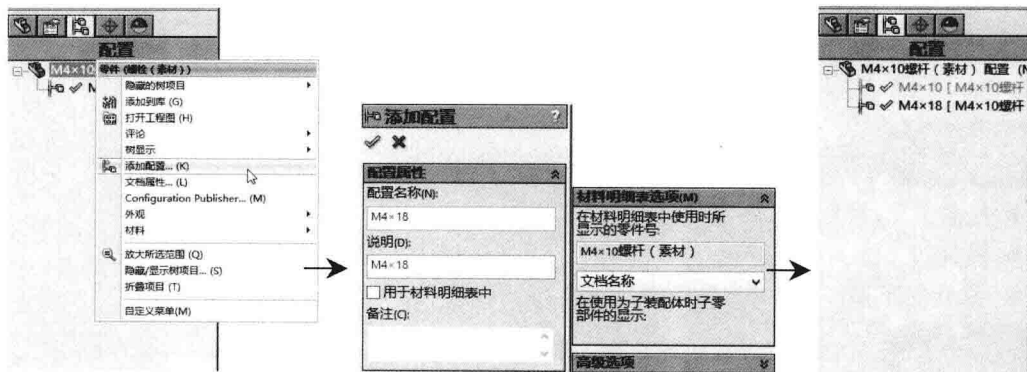 配置
M4×10
零件 (螺栓（素材）)
隐藏的树项目
添加到库 (G)
打开工程图 (H)
评论
树显示
添加配置... (K)
文档属性... (L)
Configuration Publisher... (M)
外观
材料
放大所选范围 (Q)
隐藏/显示树项目... (S)
折叠项目 (T)
自定义菜单(M)
添加配置
?
配置属性
配置名称(N):
M4×18
说明(D):
M4×18
用于材料明细表中
备注(C):
材料明细表选项(M)
在材料明细表中使用时所
显示的零件号:
M4×10螺杆（素材）
文档名称
在使用为子装配体时子零
部件的显示:
高级选项
配置
M4×10螺杆（素材） 配置 (M
M4×10 [ M4×10螺杆
M4×18 [ M4×10螺杆